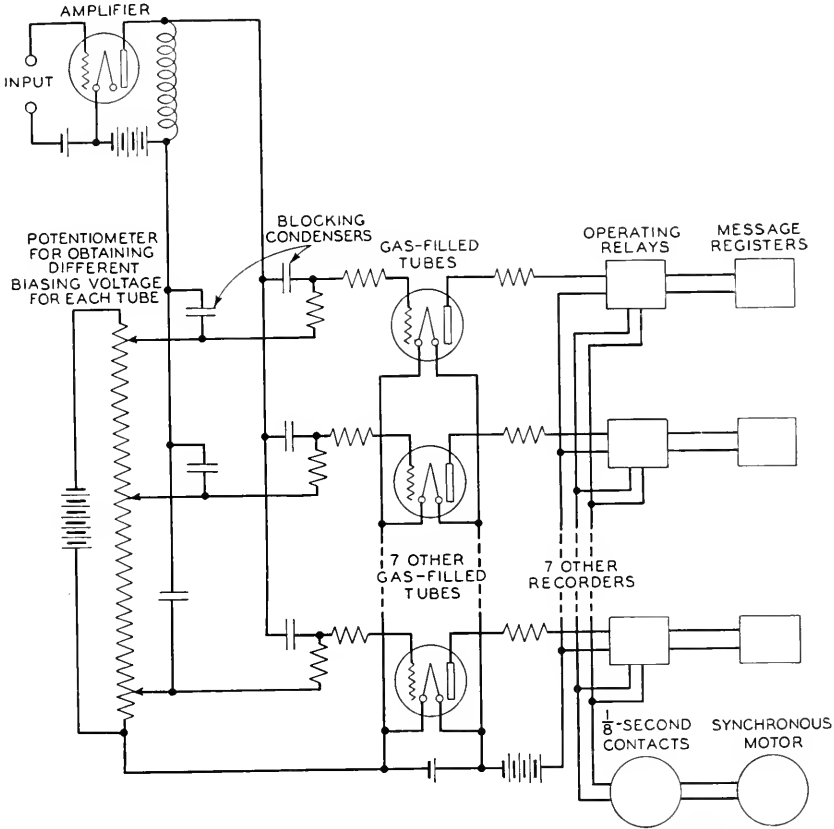 AMPLIFIER
INPUT
POTENTIOMETER
FOR OBTAINING
DIFFERENT
BIASING VOLTAGE
FOR EACH TUBE
BLOCKING
CONDENSERS
GAS-FILLED
TUBES
OPERATING
RELAYS
MESSAGE
REGISTERS
7 OTHER
GAS-FILLED
TUBES
7 OTHER
RECORDERS
1/8-SECOND
CONTACTS
SYNCHRONOUS
MOTOR